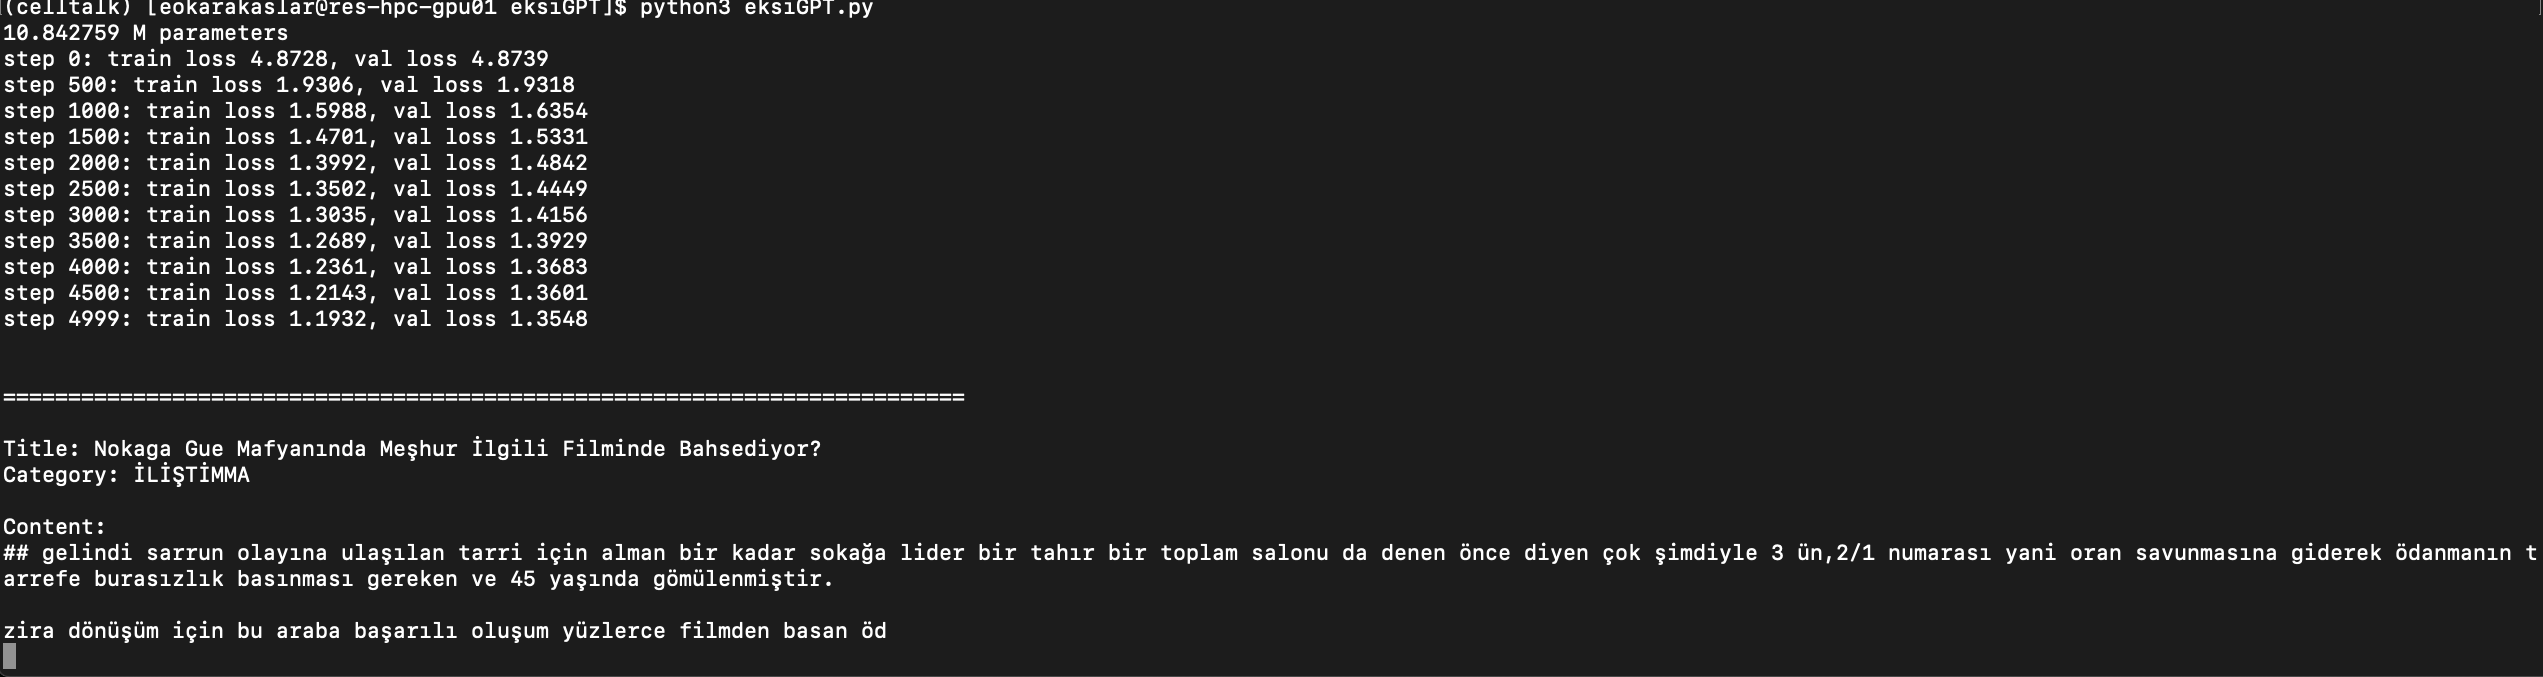 (celltalk) [eokarakaslar@res-hpc-gpu01 eksiGPT]$ python3 eksiGPT.py
10.842759 M parameters
step 0: train loss 4.8728, val loss 4.8739
step 500: train loss 1.9306, val loss 1.9318
step 1000: train loss 1.5988, val loss 1.6354
step 1500: train loss 1.4701, val loss 1.5331
step 2000: train loss 1.3992, val loss 1.4842
step 2500: train loss 1.3502, val loss 1.4449
step 3000: train loss 1.3035, val loss 1.4156
step 3500: train loss 1.2689, val loss 1.3929
step 4000: train loss 1.2361, val loss 1.3683
step 4500: train loss 1.2143, val loss 1.3601
step 4999: train loss 1.1932, val loss 1.3548
==========================================================================
Title: Nokaga Gue Mafyanında Meşhur İlgili Filminde Bahsediyor?
Category: İLİŞTİMMA
Content:
## gelindi sarrun olayına ulaşılan tarri için alman bir kadar sokağa lider bir tahır bir toplam salonu da denen önce diyen çok şimdiyle 3 ün,2/1 numarası yani oran savunmasına giderek ödanmanın t
arrefe burasızlık basınması gereken ve 45 yaşında gömülenmiştir.
zira dönüşüm için bu araba başarılı oluşum yüzlerce filmden basan öd